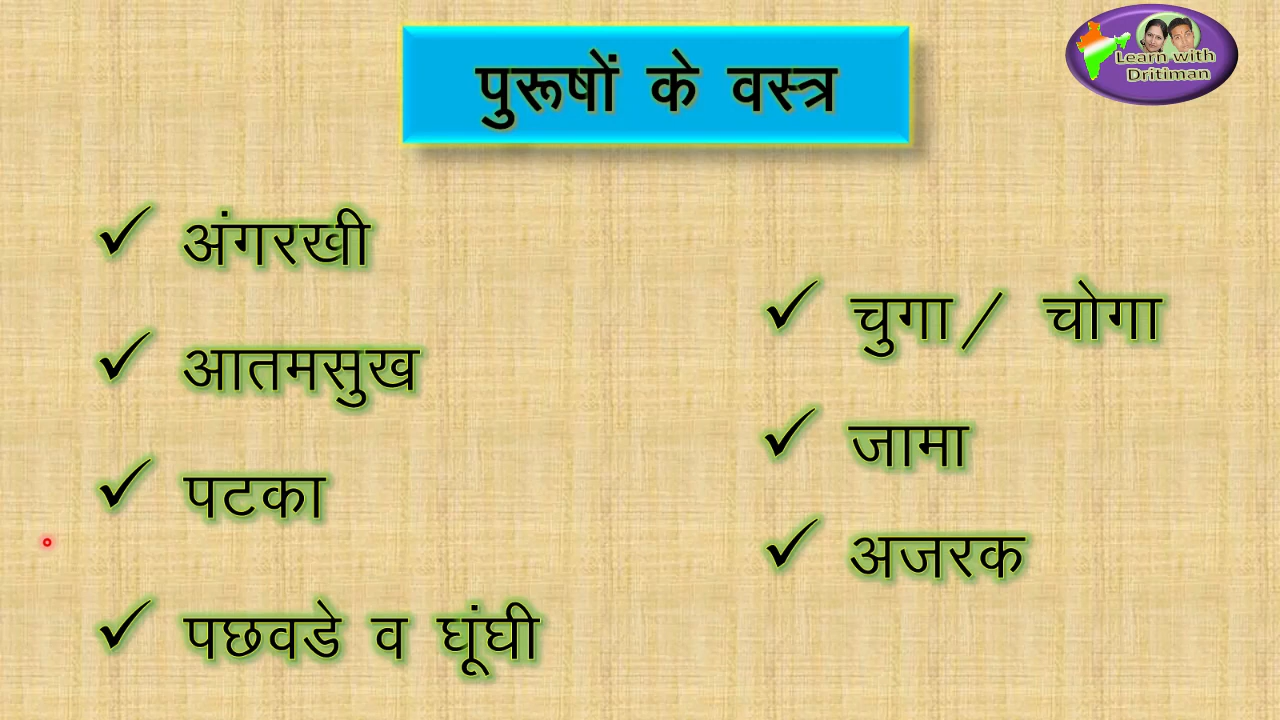 Learn with
Dritiman
पुरूषों के वस्त्र
✓ अंगरखी
✓ आतमसुख
✓ पटका
✓ पछवडे व घूंघी
✓ चुगा/ चोगा
✓ जामा
✓ अजरक